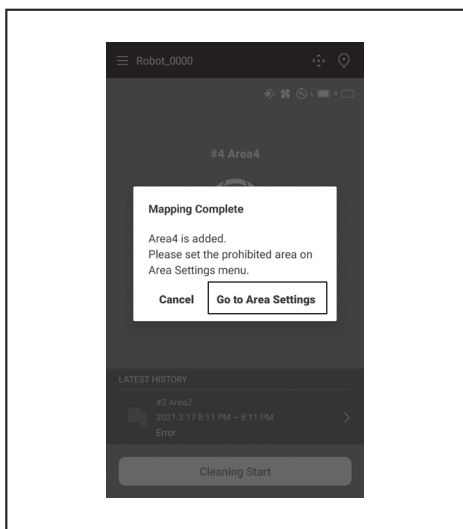 Robot_0000
L R
#4 Area4
Mapping Complete
Area4 is added.
Please set the prohibited area on
Area Settings menu.
Cancel Go to Area Settings
LATEST HISTORY
#2 Area2
2021.3.17 8:11 PM ~ 8:11 PM
Error
Cleaning Start